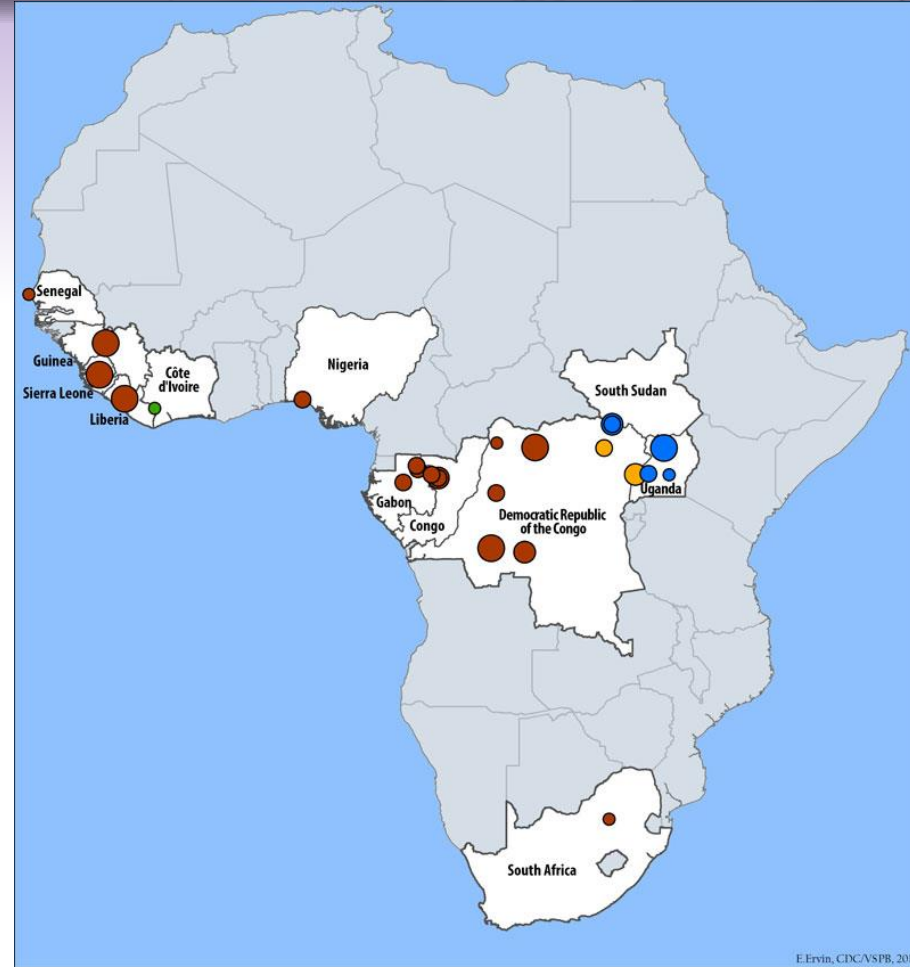 Senegal
Guinea
Sierra Leone
Liberia
Côte
d'Ivoire
Nigeria
South Sudan
Uganda
Gabon
Congo
Democratic Republic
of the Congo
South Africa
E.Ervin, CDC/VSPB,